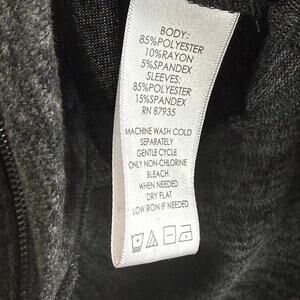 BODY:
85%POLYESTER
10%RAYON
5%SPANDEX
SLEEVES:
85%POLYESTER
15%SPANDEX
RN 87935
MACHINE WASH COLD
SEPARATELY
GENTLE CYCLE
ONLY NON-CHLORINE
BLEACH
WHEN NEEDED
DRY FLAT
LOW IRON IF NEEDED